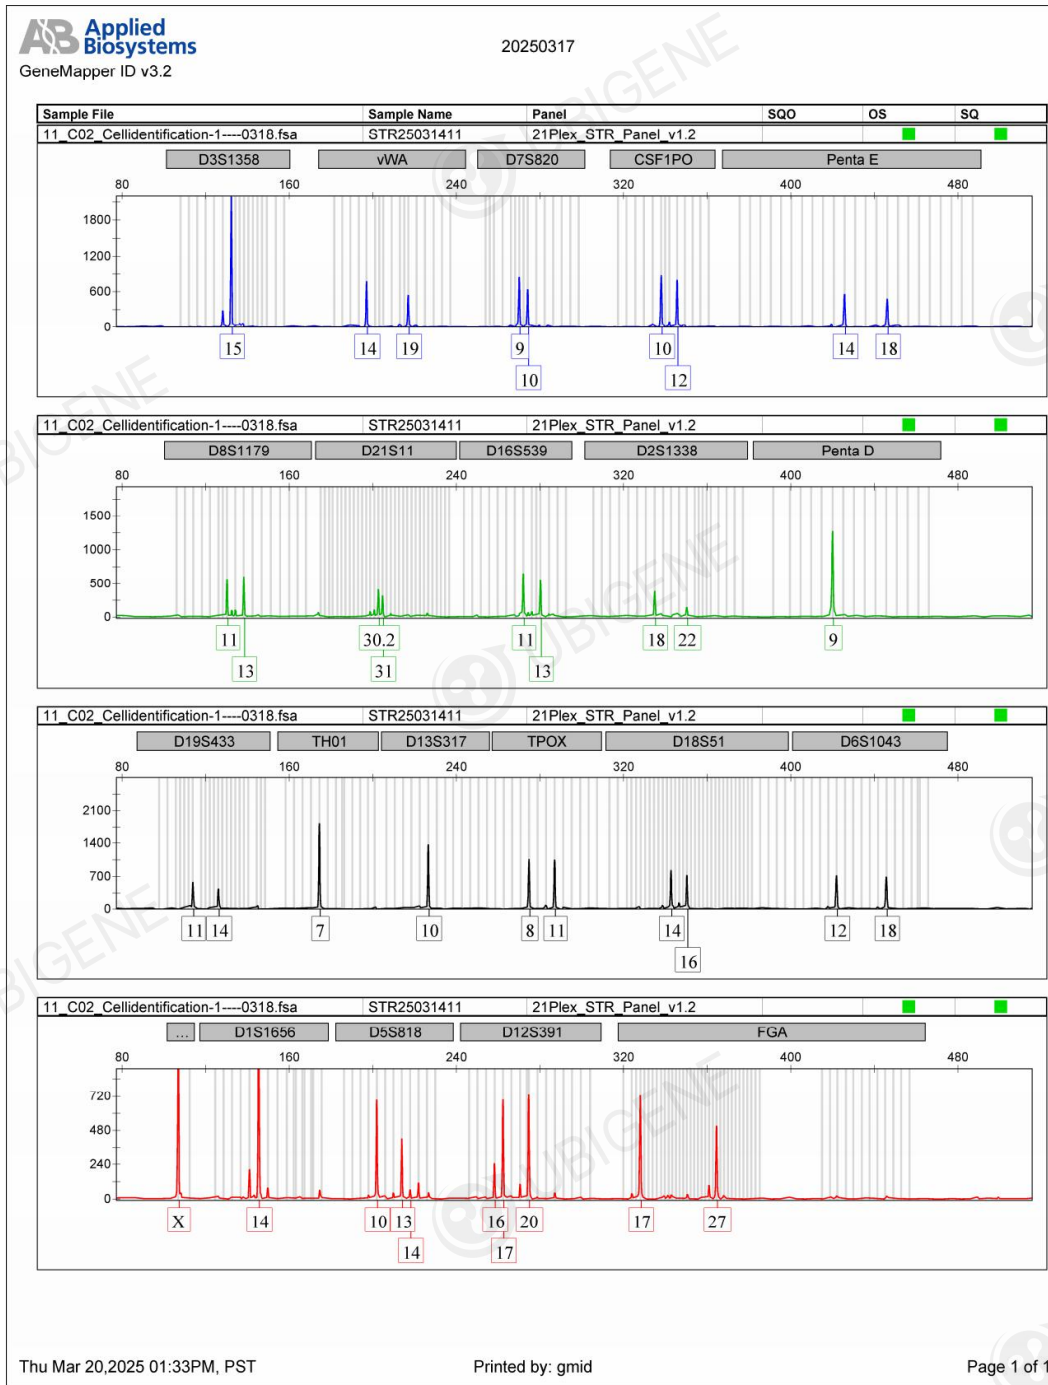 AB Applied
Biosystems
20250317
GeneMapper ID v3.2
Sample File Sample Name Panel SQO OS SQ
11_C02_Cellidentification-1----0318.fsa STR25031411 21Plex_STR_Panel_v1.2
D3S1358 vWA D7S820 CSF1PO Penta E
80 160 240 320 400 480
1800
1200
600
0
15 14 19 9 10 14 18
10 12
11_C02_Cellidentification-1----0318.fsa STR25031411 21Plex_STR_Panel_v1.2
D8S1179 D21S11 D16S539 D2S1338 Penta D
80 160 240 320 400 480
1500
1000
500
0
11 30.2 11 18 22 9
13 31 13
11_C02_Cellidentification-1----0318.fsa STR25031411 21Plex_STR_Panel_v1.2
D19S433 TH01 D13S317 TPOX D18S51 D6S1043
80 160 240 320 400 480
2100
1400
700
0
11 14 7 10 8 11 14 12 18
16
11_C02_Cellidentification-1----0318.fsa STR25031411 21Plex_STR_Panel_v1.2
... D1S1656 D5S818 D12S391 FGA
80 160 240 320 400 480
720
480
240
0
X 14 10 13 16 20 17 27
14 17
Thu Mar 20,2025 01:33PM, PST Printed by: gmid Page 1 of 1
UBIGENE
UBIGENE
UBIGENE
UBIGENE